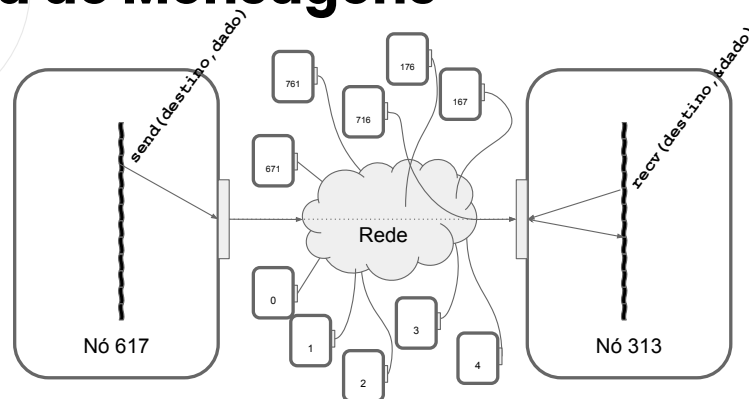 de Mensagens
send(destino,dado)
recv(destino,&dado)
761
176
716
167
671
Rede
0
1
2
3
4
Nó 617
Nó 313